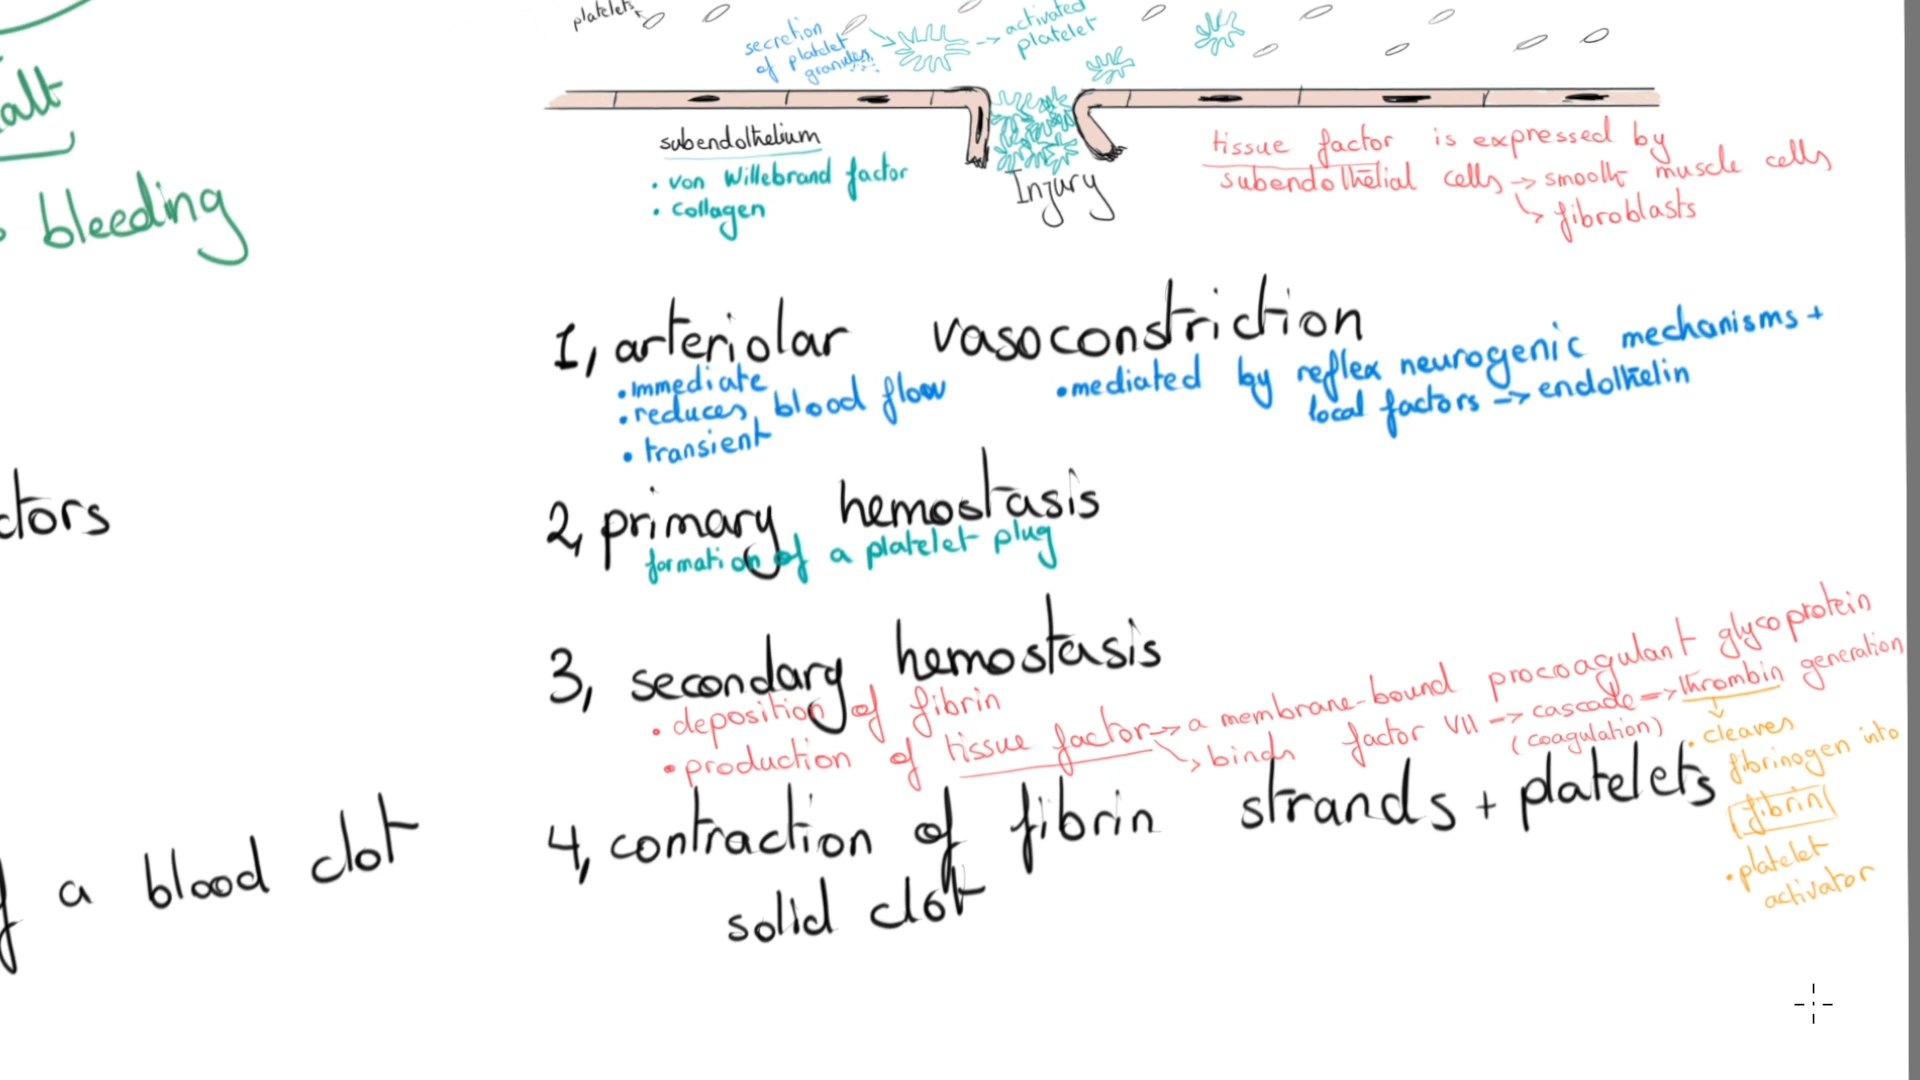 platelets
secretion
of platelet
granules
activated
platelet
subendothelium
• von Willebrand factor
• collagen
Injury
tissue factor is expressed by
subendothelial cells -> smooth muscle cells
-> fibroblasts
bleeding
1, arteriolar vasoconstriction
• immediate
• reduces blood flow
• transient
• mediated by reflex neurogenic mechanisms +
local factors -> endothelin
2, primary hemostasis
formation of a platelet plug
ctors
3, secondary hemostasis
• deposition of fibrin
• production of tissue factor -> a membrane-bound procoagulant glycoprotein
-> binds factor VII -> cascade => thrombin generation
(coagulation)
• cleaves
fibrinogen into
fibrin
• platelet
activator
4, contraction of fibrin strands + platelets
solid clot
a blood clot